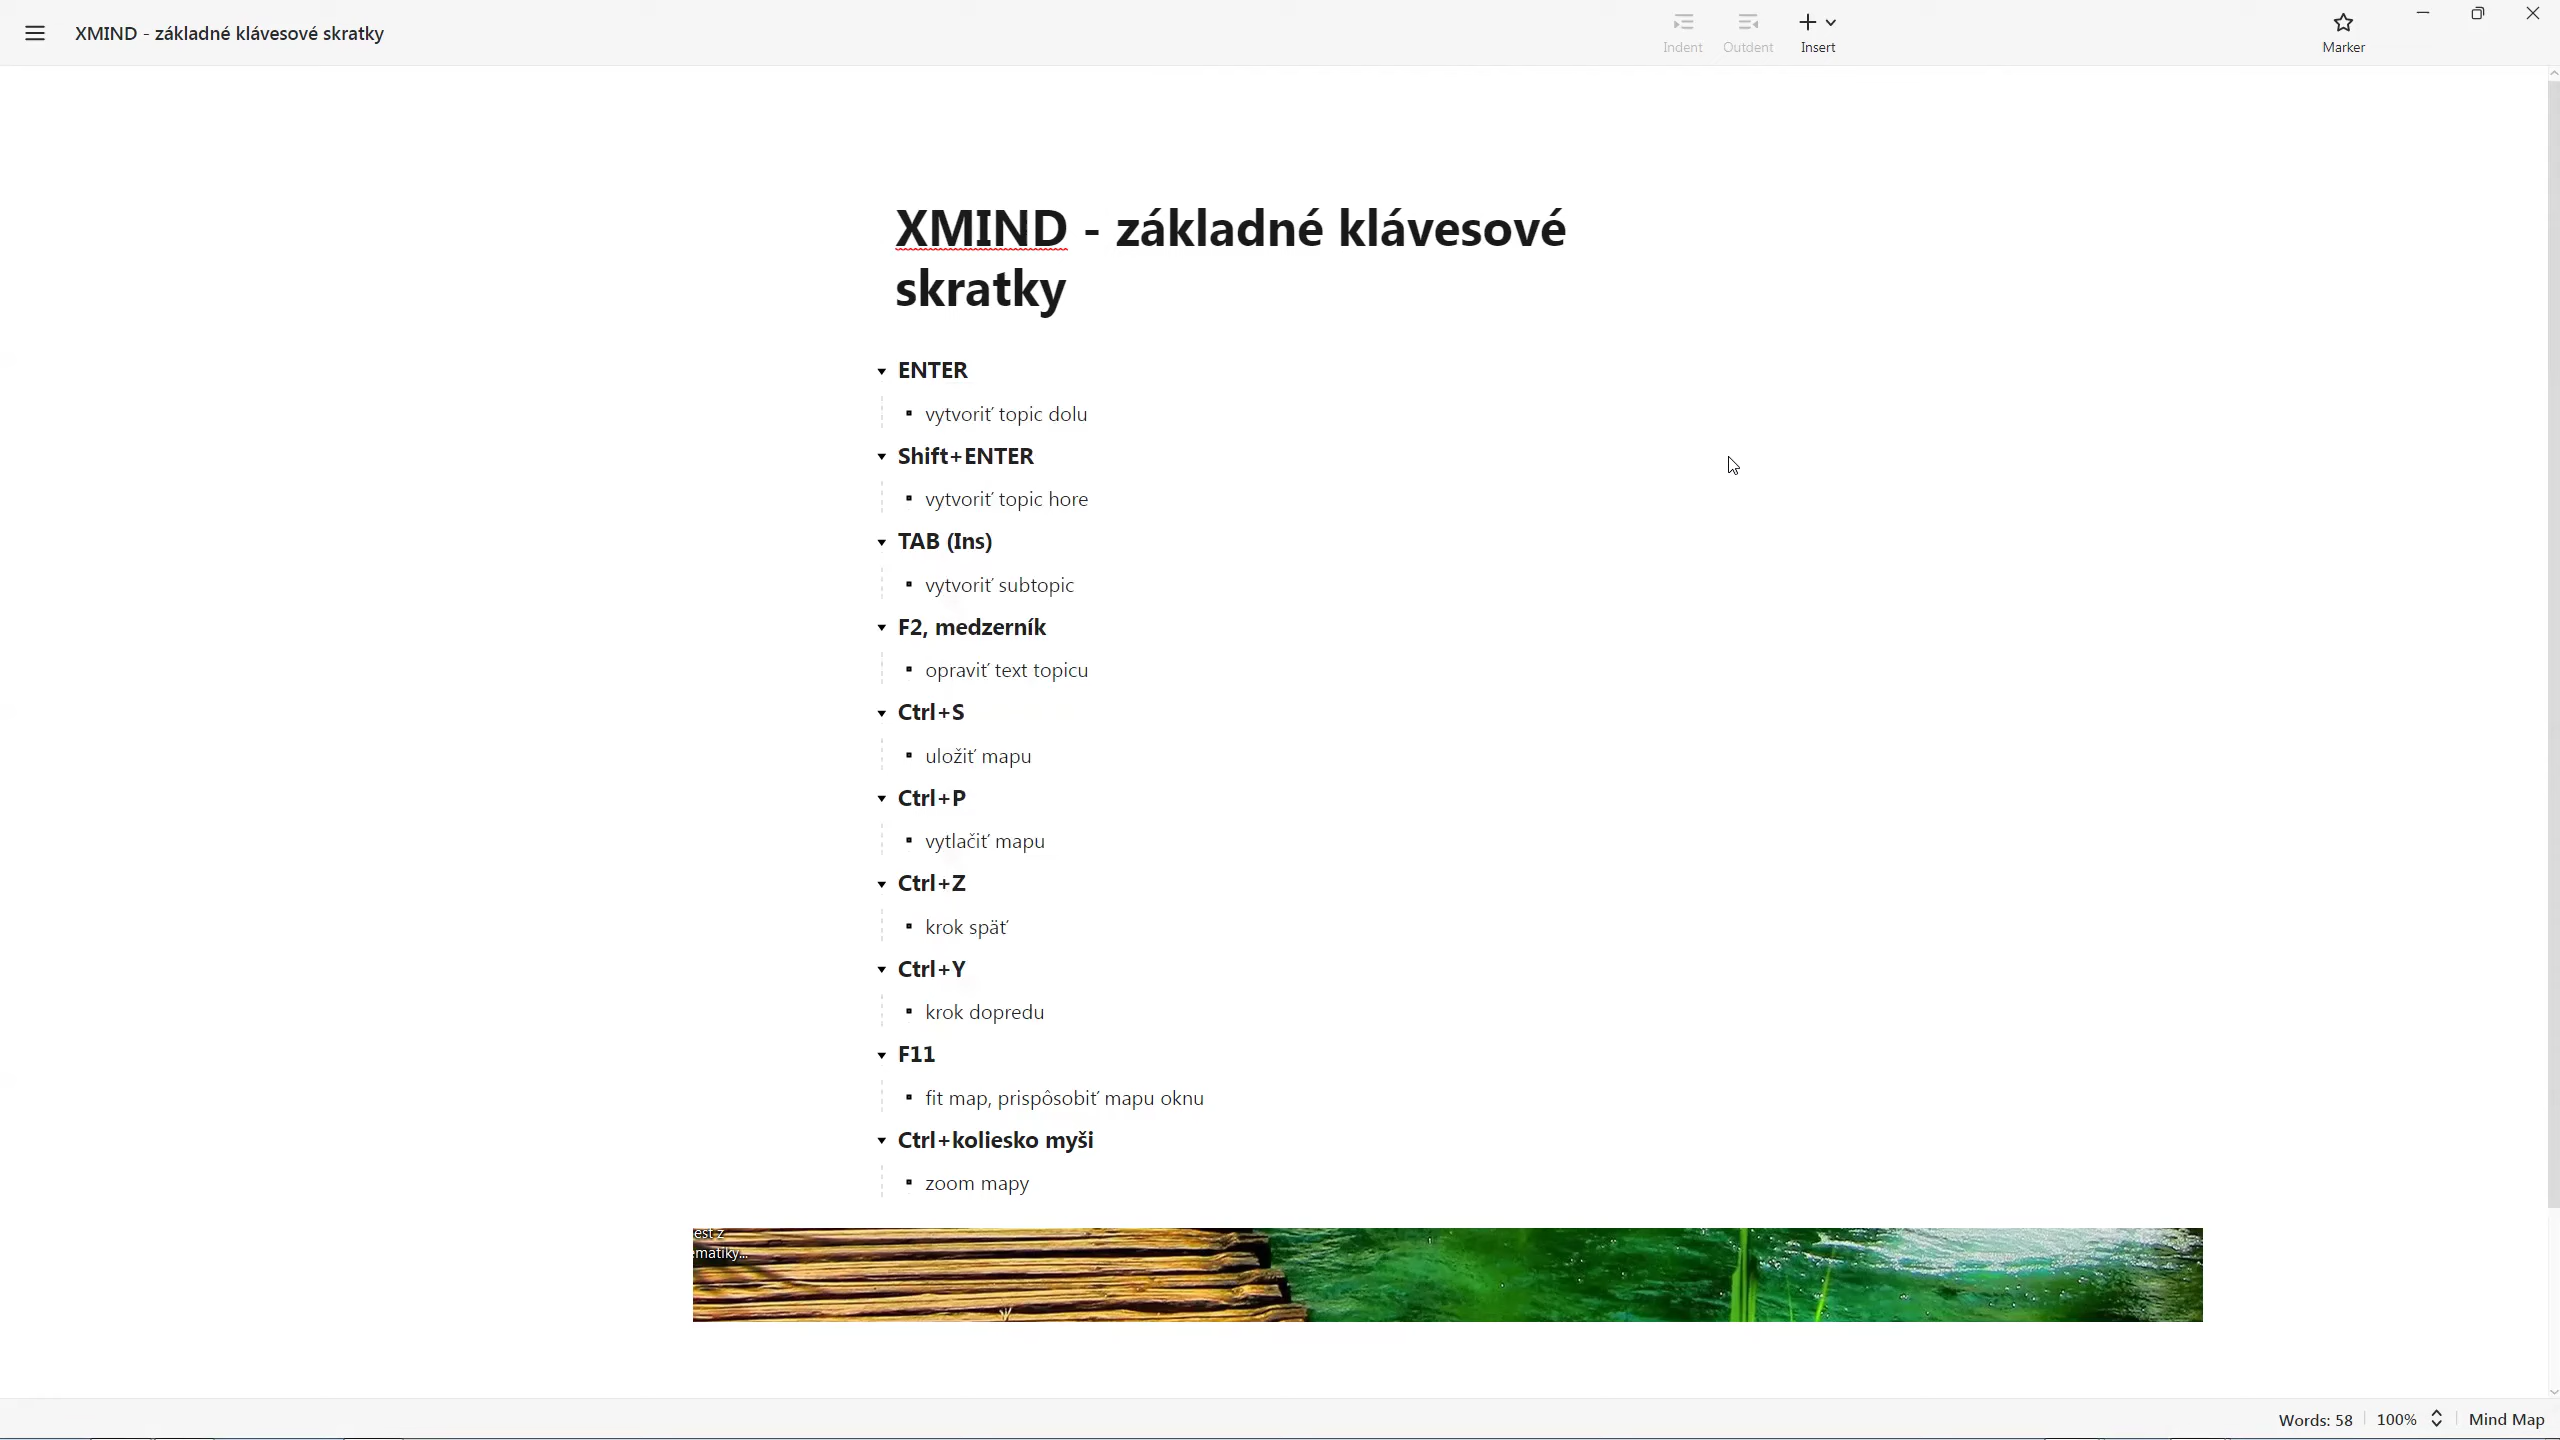 XMIND - základné klávesové skratky
Indent
Outdent
Insert
Marker
XMIND - základné klávesové
skratky
ENTER
vytvoriť topic dolu
Shift+ENTER
vytvoriť topic hore
TAB (Ins)
vytvoriť subtopic
F2, medzerník
opraviť text topicu
Ctrl+S
uložiť mapu
Ctrl+P
vytlačiť mapu
Ctrl+Z
krok späť
Ctrl+Y
krok dopredu
F11
fit map, prispôsobiť mapu oknu
Ctrl+koliesko myši
zoom mapy
est z
ematiky...
Words: 58
100%
Mind Map